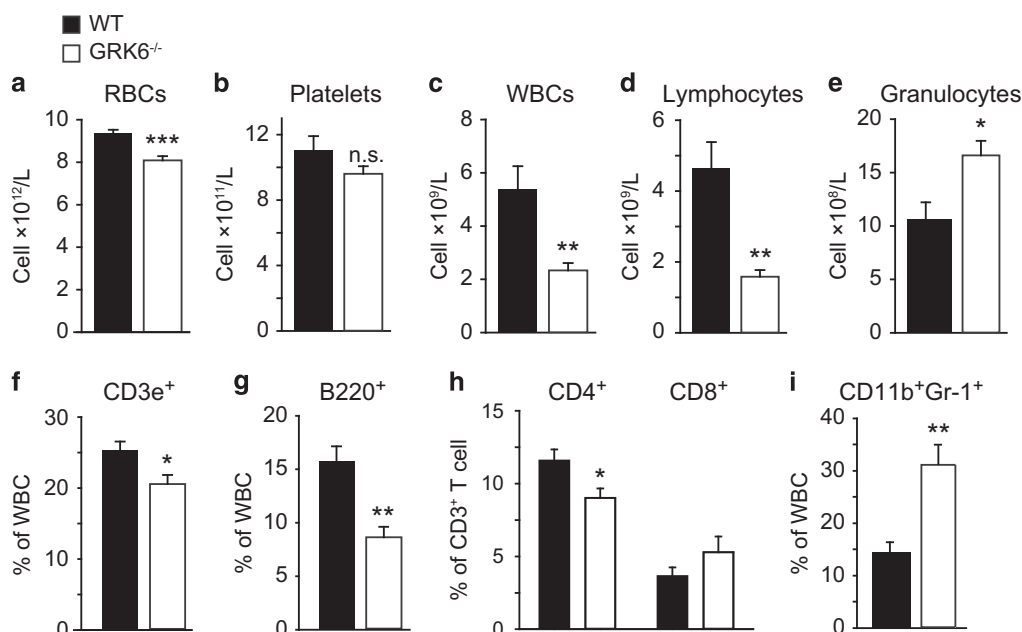 WT
GRK6-/-
a
RBCs
Cell ×10¹²/L
10
8
6
4
2
0
***
b
Platelets
Cell ×10¹¹/L
12
8
4
0
n.s.
c
WBCs
Cell ×10⁹/L
8
6
4
2
0
**
d
Lymphocytes
Cell ×10⁹/L
6
4
2
0
**
e
Granulocytes
Cell ×10⁸/L
20
15
10
5
0
*
f
CD3e⁺
% of WBC
30
20
10
0
*
g
B220⁺
% of WBC
20
15
10
5
0
**
h
CD4⁺ CD8⁺
% of CD3⁺ T cell
15
10
5
0
*
i
CD11b⁺Gr-1⁺
% of WBC
40
30
20
10
0
**